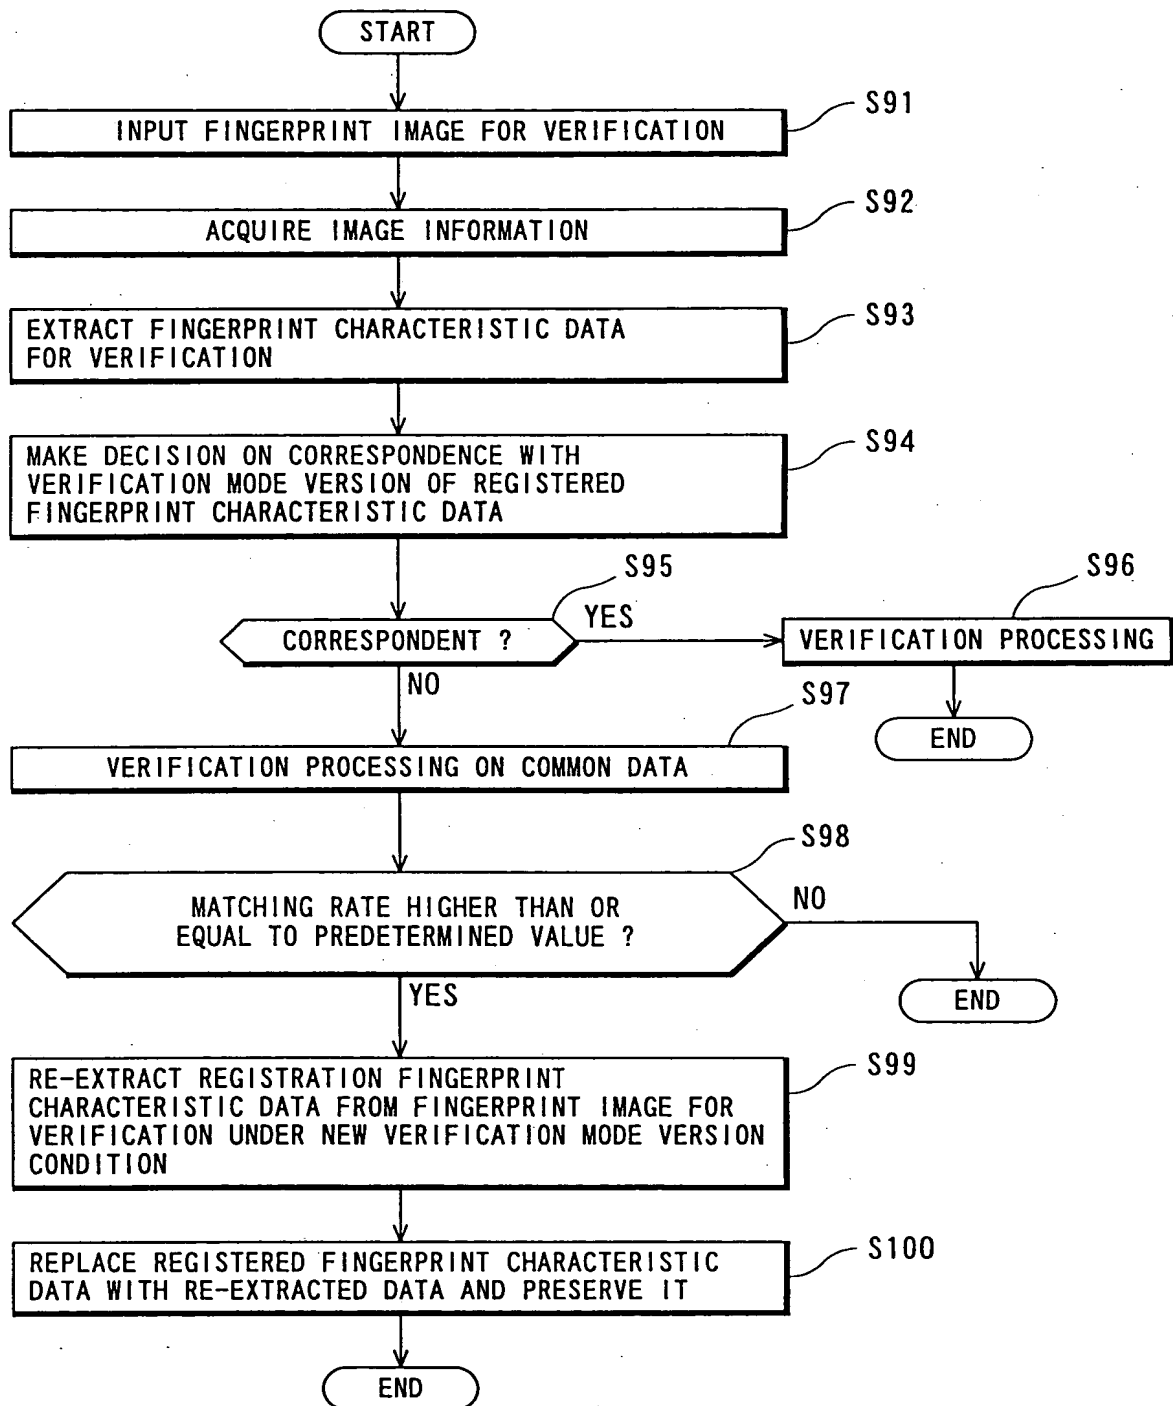 START
S91
INPUT FINGERPRINT IMAGE FOR VERIFICATION
S92
ACQUIRE IMAGE INFORMATION
S93
EXTRACT FINGERPRINT CHARACTERISTIC DATA
FOR VERIFICATION
S94
MAKE DECISION ON CORRESPONDENCE WITH
VERIFICATION MODE VERSION OF REGISTERED
FINGERPRINT CHARACTERISTIC DATA
S95
CORRESPONDENT ?
YES
S96
VERIFICATION PROCESSING
END
NO
S97
VERIFICATION PROCESSING ON COMMON DATA
S98
MATCHING RATE HIGHER THAN OR
EQUAL TO PREDETERMINED VALUE ?
NO
END
YES
S99
RE-EXTRACT REGISTRATION FINGERPRINT
CHARACTERISTIC DATA FROM FINGERPRINT IMAGE FOR
VERIFICATION UNDER NEW VERIFICATION MODE VERSION
CONDITION
S100
REPLACE REGISTERED FINGERPRINT CHARACTERISTIC
DATA WITH RE-EXTRACTED DATA AND PRESERVE IT
END